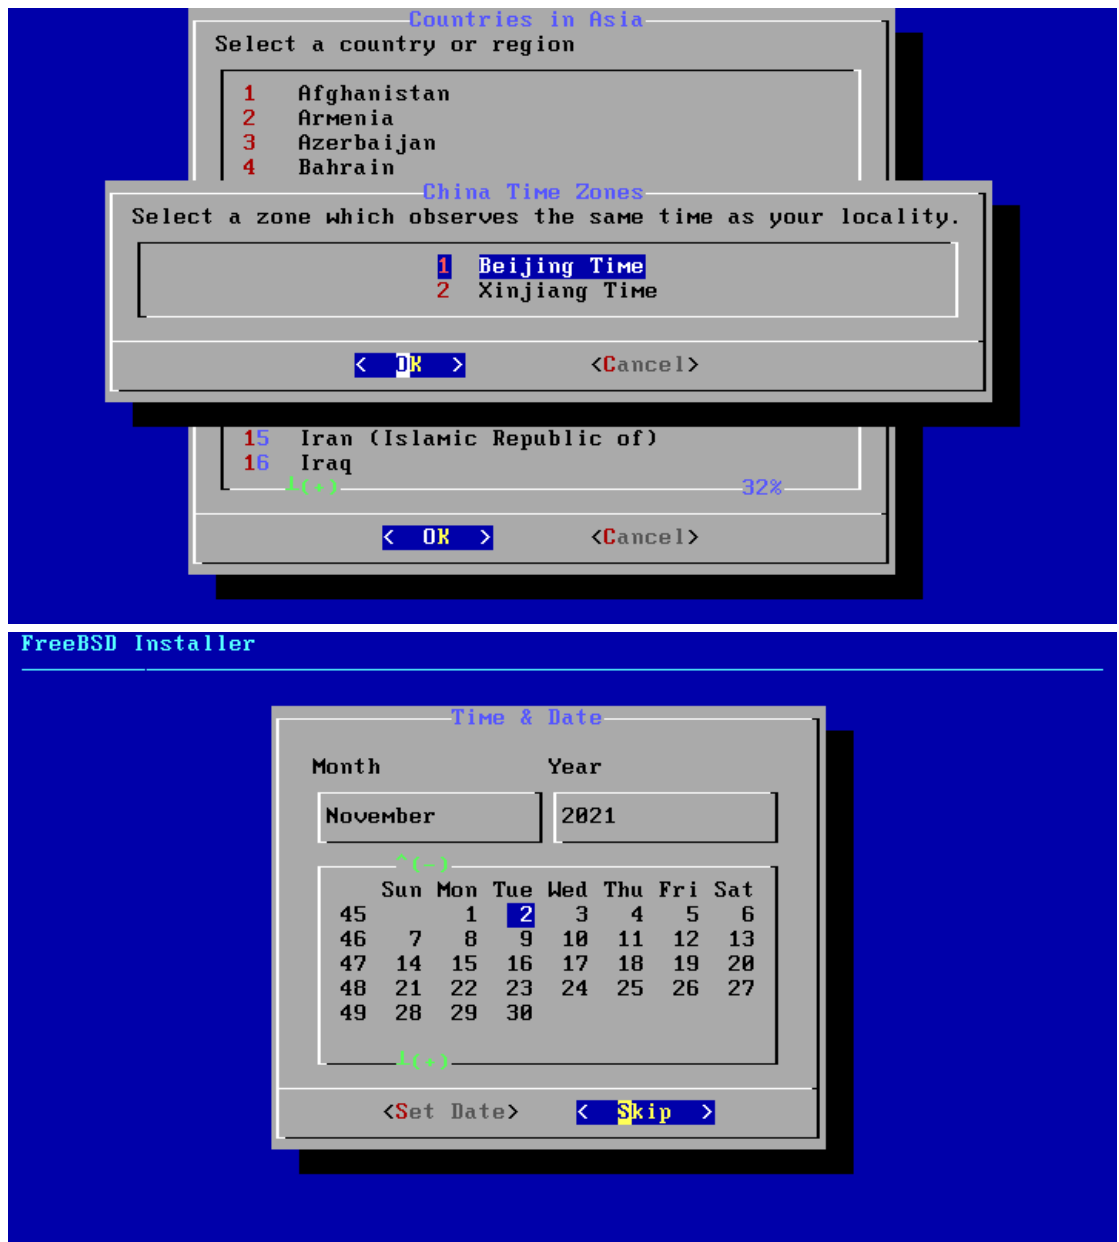 Countries in Asia
Select a country or region
1 Afghanistan
2 Armenia
3 Azerbaijan
4 Bahrain
China Time Zones
Select a zone which observes the same time as your locality.
1 Beijing Time
2 Xinjiang Time
< OK > <Cancel>
15 Iran (Islamic Republic of)
16 Iraq
┴(+) 32%
< OK > <Cancel>
FreeBSD Installer
Time & Date
Month Year
November 2021
^(-)
Sun Mon Tue Wed Thu Fri Sat
45 1 2 3 4 5 6
46 7 8 9 10 11 12 13
47 14 15 16 17 18 19 20
48 21 22 23 24 25 26 27
49 28 29 30
┴(+)
<Set Date> < Skip >